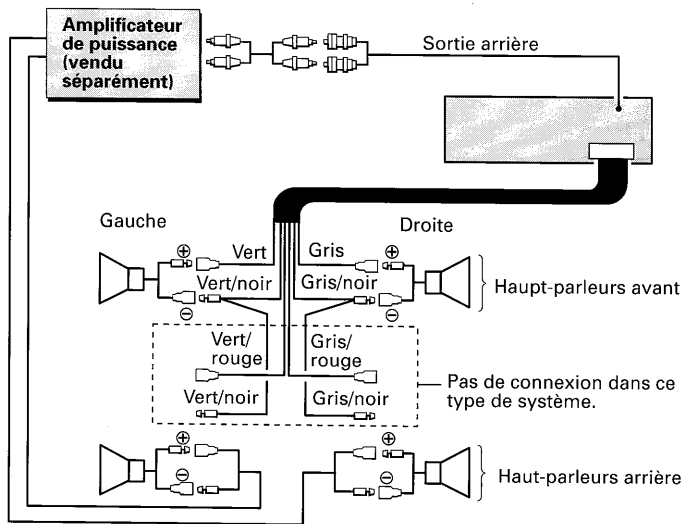 Amplificateur
de puissance
(vendu
séparément)
Sortie arrière
Gauche
Droite
⊕
Vert
Gris
⊕
Vert/noir
Gris/noir
⊖
⊖
Haupt-parleurs avant
Vert/
rouge
Gris/
rouge
Vert/noir
Gris/noir
Pas de connexion dans ce
type de système.
⊕
⊖
⊕
⊖
Haut-parleurs arrière